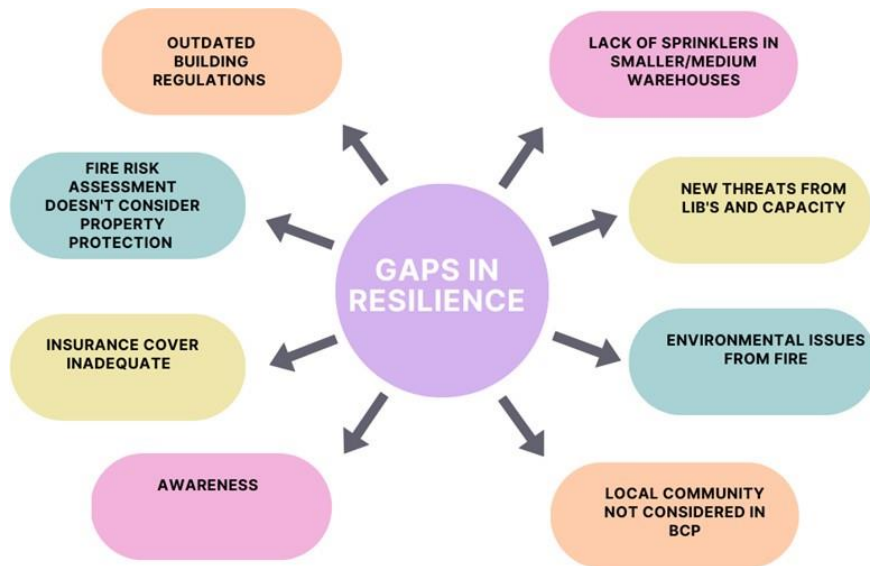 OUTDATED
BUILDING
REGULATIONS
LACK OF SPRINKLERS IN
SMALLER/MEDIUM
WAREHOUSES
FIRE RISK
ASSESSMENT
DOESN'T CONSIDER
PROPERTY
PROTECTION
NEW THREATS FROM
LIB'S AND CAPACITY
GAPS IN
RESILIENCE
INSURANCE COVER
INADEQUATE
ENVIRONMENTAL ISSUES
FROM FIRE
AWARENESS
LOCAL COMMUNITY
NOT CONSIDERED IN
BCP